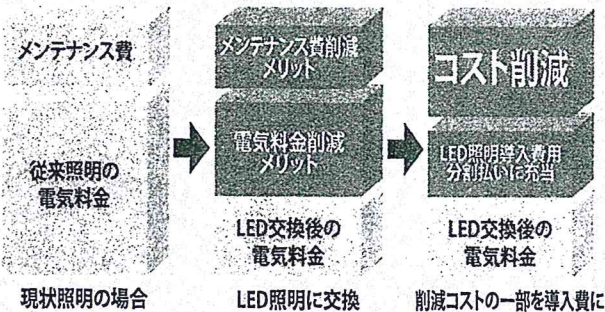 メンテナンス費
従来照明の
電気料金
現状照明の場合
メンテナンス費削減
メリット
電気料金削減
メリット
LED交換後の
電気料金
LED照明に交換
コスト削減
LED照明導入費用
分割払いに充当
LED交換後の
電気料金
削減コストの一部を導入費に